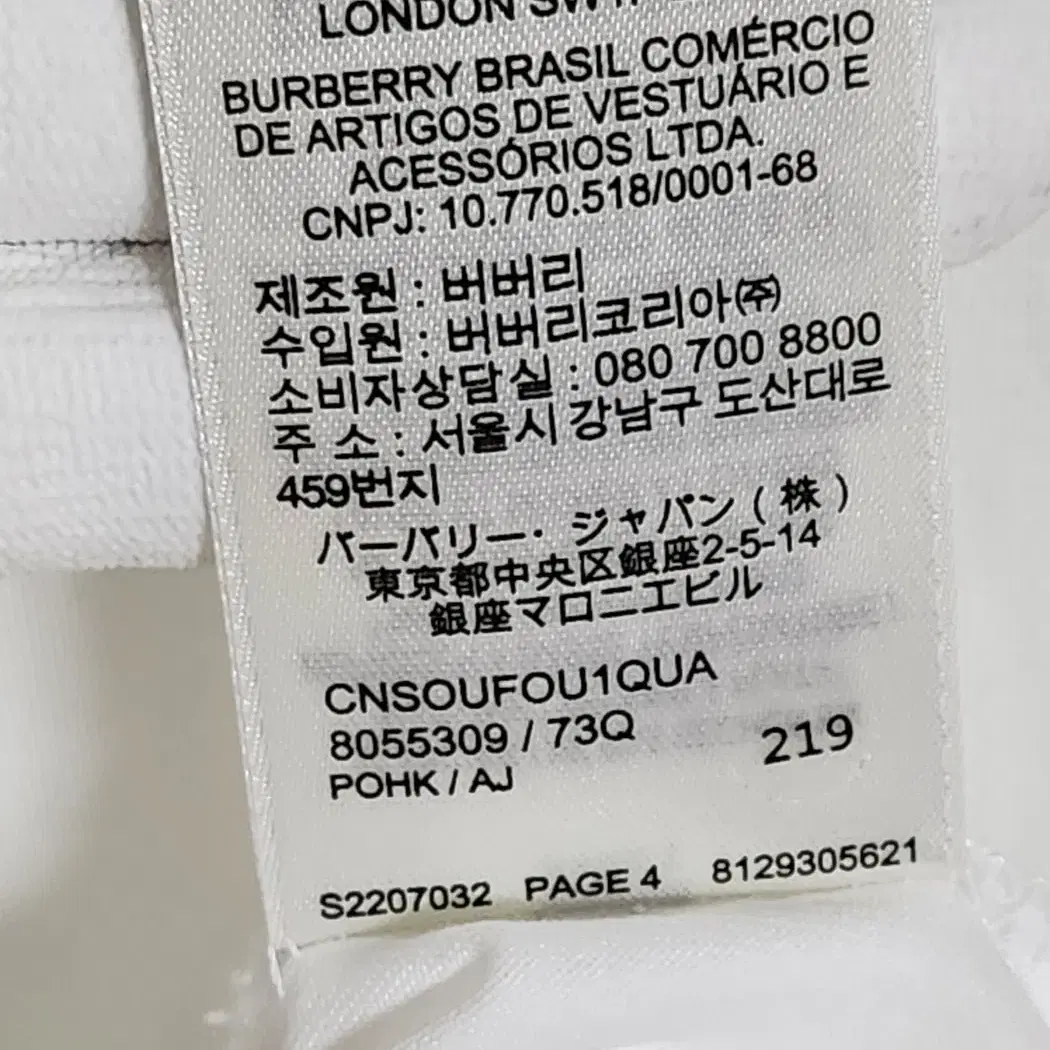 LONDON
BURBERRY BRASIL COMÉRCIO
DE ARTIGOS DE VESTUÁRIO E
ACESSÓRIOS LTDA.
CNPJ: 10.770.518/0001-68
제조원 : 버버리
수입원 : 버버리코리아㈜
소비자상담실 : 080 700 8800
주 소 : 서울시 강남구 도산대로
459번지
バーバリー・ジャパン ( 株 )
東京都中央区銀座2-5-14
銀座マロニエビル
CNSOUFOU1QUA
8055309 / 73Q 219
POHK / AJ
S2207032 PAGE 4 8129305621